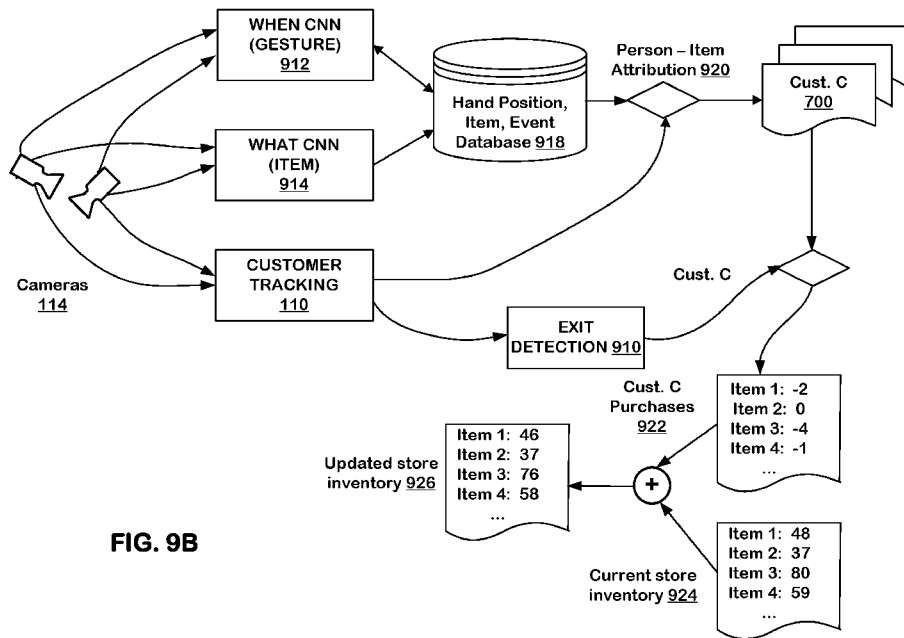 WHEN CNN
(GESTURE)
912
WHAT CNN
(ITEM)
914
Hand Position,
Item, Event
Database 918
Person – Item
Attribution 920
Cust. C
700
Cameras
114
CUSTOMER
TRACKING
110
Cust. C
EXIT
DETECTION 910
Cust. C
Purchases
922
Item 1: -2
Item 2: 0
Item 3: -4
Item 4: -1
...
Updated store
inventory 926
Item 1: 46
Item 2: 37
Item 3: 76
Item 4: 58
...
+
FIG. 9B
Current store
inventory 924
Item 1: 48
Item 2: 37
Item 3: 80
Item 4: 59
...